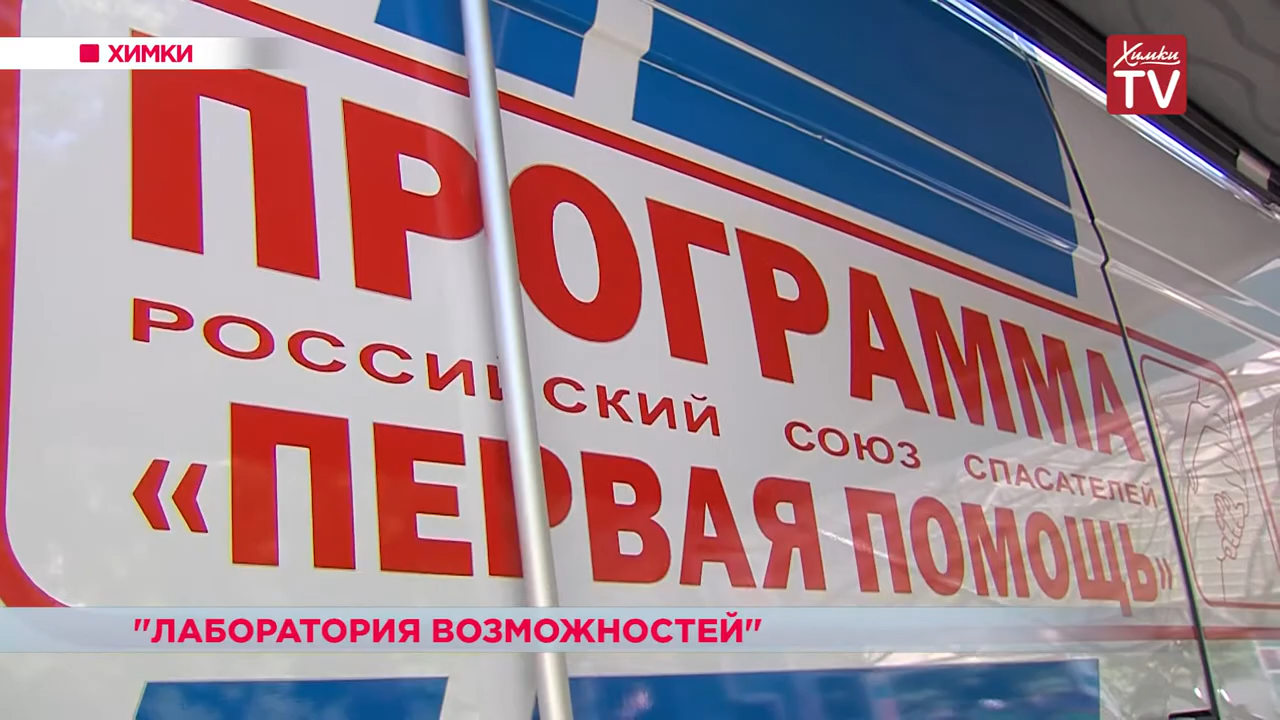 ХИМКИ
Химки
TV
ПРОГРАММА
РОССИЙСКИЙ СОЮЗ СПАСАТЕЛЕЙ
«ПЕРВАЯ ПОМОЩЬ»
"ЛАБОРАТОРИЯ ВОЗМОЖНОСТЕЙ"